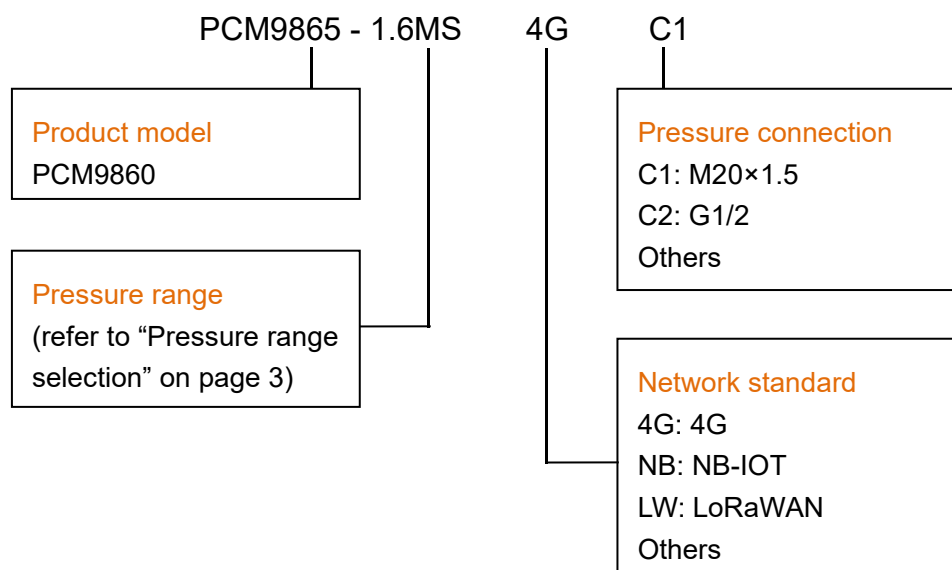 PCM9865 - 1.6MS 4G C1
Product model
PCM9860
Pressure range
(refer to “Pressure range
selection” on page 3)
Pressure connection
C1: M20×1.5
C2: G1/2
Others
Network standard
4G: 4G
NB: NB-IOT
LW: LoRaWAN
Others